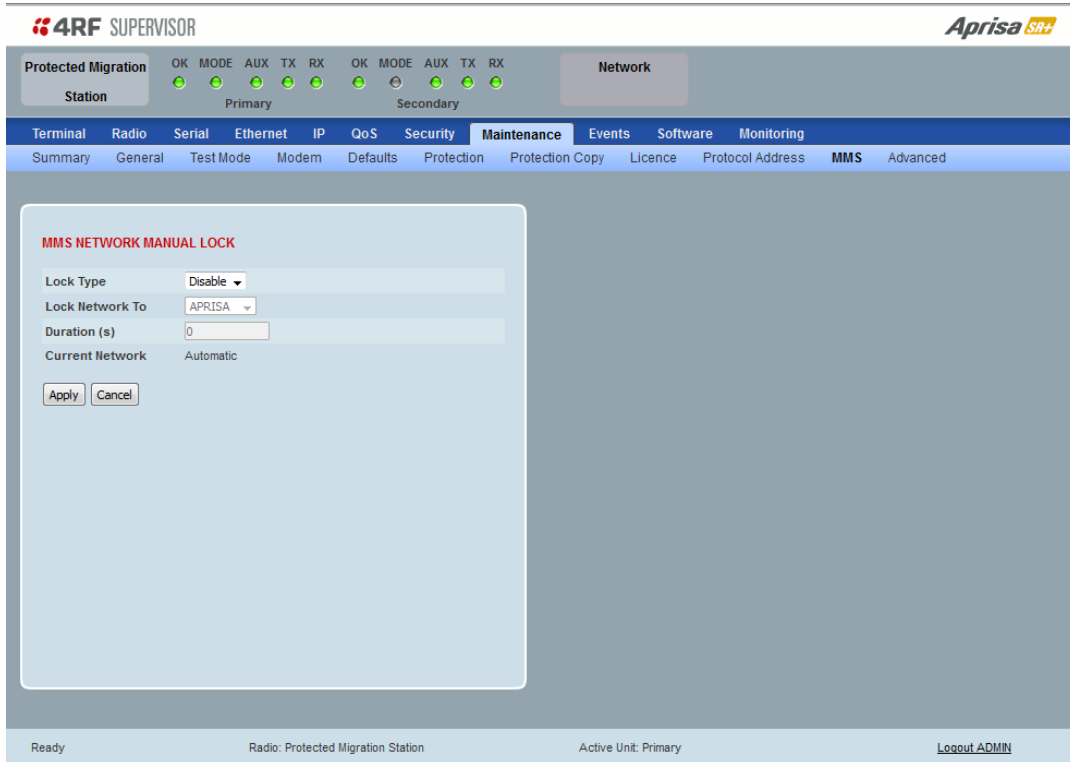 4RF SUPERVISOR
Aprisa SR+
Protected Migration Station
OK MODE AUX TX RX
Primary
OK MODE AUX TX RX
Secondary
Network
Terminal Radio Serial Ethernet IP QoS Security Maintenance Events Software Monitoring
Summary General Test Mode Modem Defaults Protection Protection Copy Licence Protocol Address MMS Advanced
MMS NETWORK MANUAL LOCK
Lock Type Disable
Lock Network To APRISA
Duration (s) 0
Current Network Automatic
Apply Cancel
Ready Radio: Protected Migration Station Active Unit: Primary Logout ADMIN